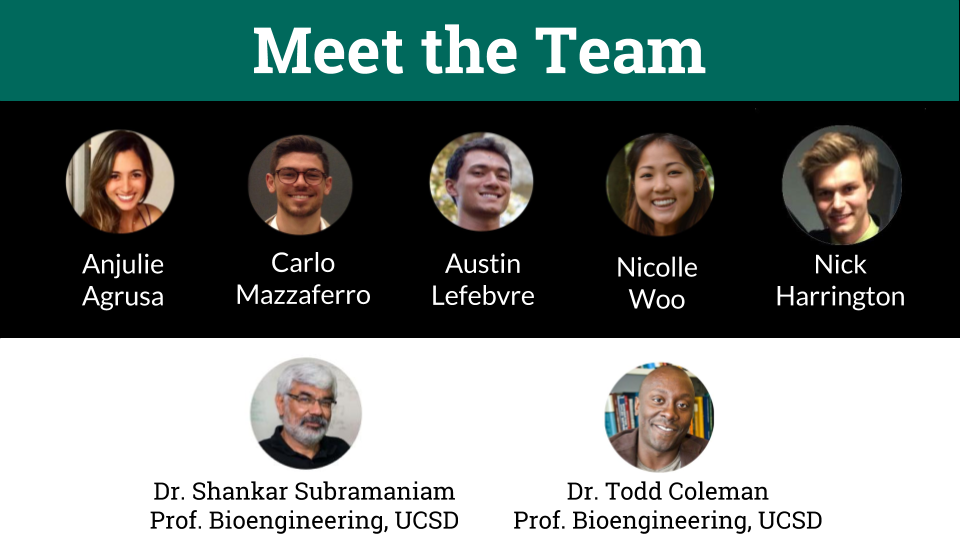 Meet the Team
Anjulie
Agrusa
Carlo
Mazzaferro
Austin
Lefebvre
Nicolle
Woo
Nick
Harrington
Dr. Shankar Subramaniam
Prof. Bioengineering, UCSD
Dr. Todd Coleman
Prof. Bioengineering, UCSD